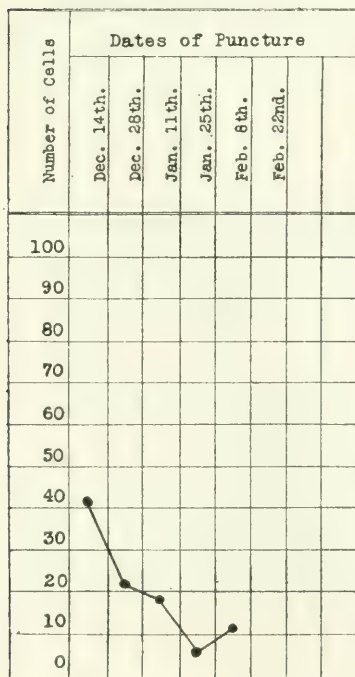 Number of Cells
Dates of Puncture
Dec. 14th.
Dec. 28th.
Jan. 11th.
Jan. 25th.
Feb. 8th.
Feb. 22nd.
100
90
80
70
60
50
40
30
20
10
0